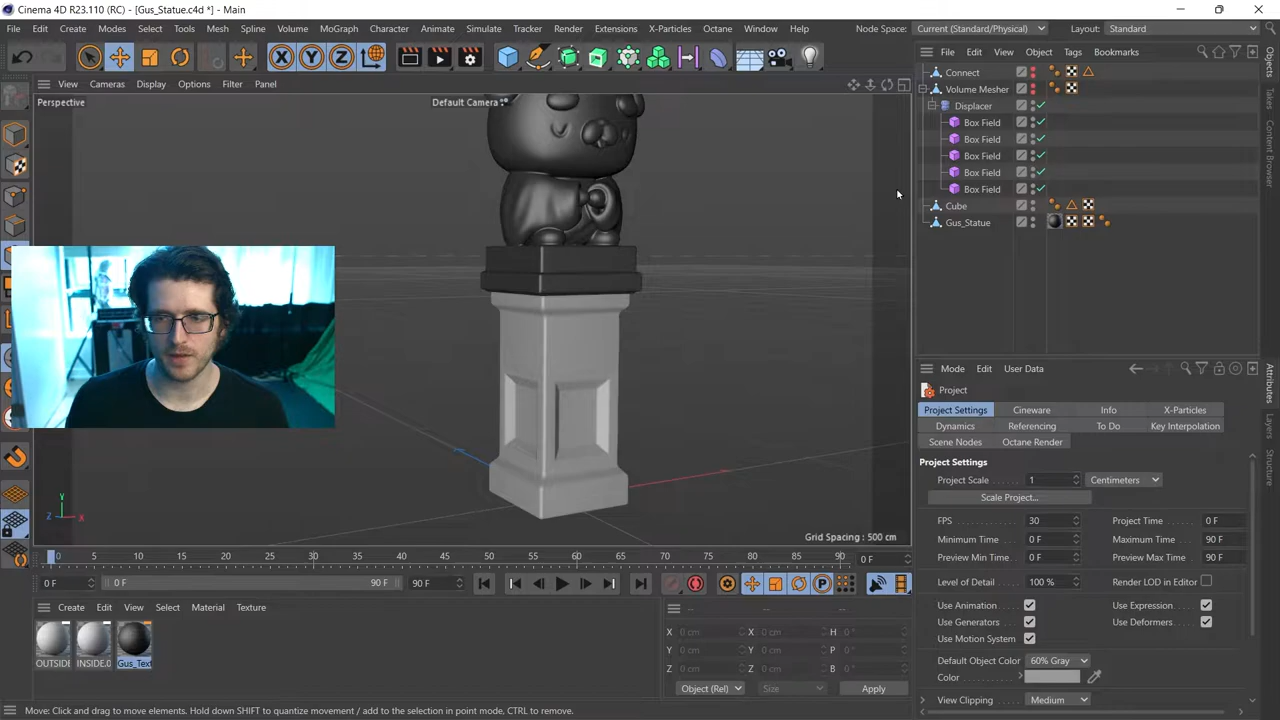 Cinema 4D R23.110 (RC) - [Gus_Statue.c4d *] - Main
File Edit Create Modes Select Tools Mesh Spline Volume MoGraph Character Animate Simulate Tracker Render Extensions X-Particles Octane Window Help Node Space: Current (Standard/Physical) Layout: Standard
X Y Z
View Cameras Display Options Filter Panel
File Edit View Object Tags Bookmarks
Perspective
Default Camera
Connect
Volume Mesher
Displacer
Box Field
Box Field
Box Field
Box Field
Box Field
Cube
Gus_Statue
Objects
Takes
Content Browser
Mode Edit User Data
Project
Project Settings Cineware Info X-Particles
Dynamics Referencing To Do Key Interpolation
Scene Nodes Octane Render
Attributes
Layers
Structure
Project Settings
Project Scale 1 Centimeters
Scale Project...
FPS 30 Project Time 0 F
Minimum Time 0 F Maximum Time 90 F
Preview Min Time 0 F Preview Max Time 90 F
Level of Detail 100 % Render LOD in Editor
Use Animation Use Expression
Use Generators Use Deformers
Use Motion System
Default Object Color 60% Gray
Color
View Clipping Medium
Y
Z X
Grid Spacing : 500 cm
0 5 10 15 20 25 30 35 40 45 50 55 60 65 70 75 80 85 90 0 F
0 F 0 F 90 F 90 F
P
Create Edit View Select Material Texture
OUTSIDE INSIDE.0 Gus_Text
-- -- --
X 0 cm X 0 cm H 0 °
Y 0 cm Y 0 cm P 0 °
Z 0 cm Z 0 cm B 0 °
Object (Rel) Size Apply
Move: Click and drag to move elements. Hold down SHIFT to quantize movement / add to the selection in point mode, CTRL to remove.